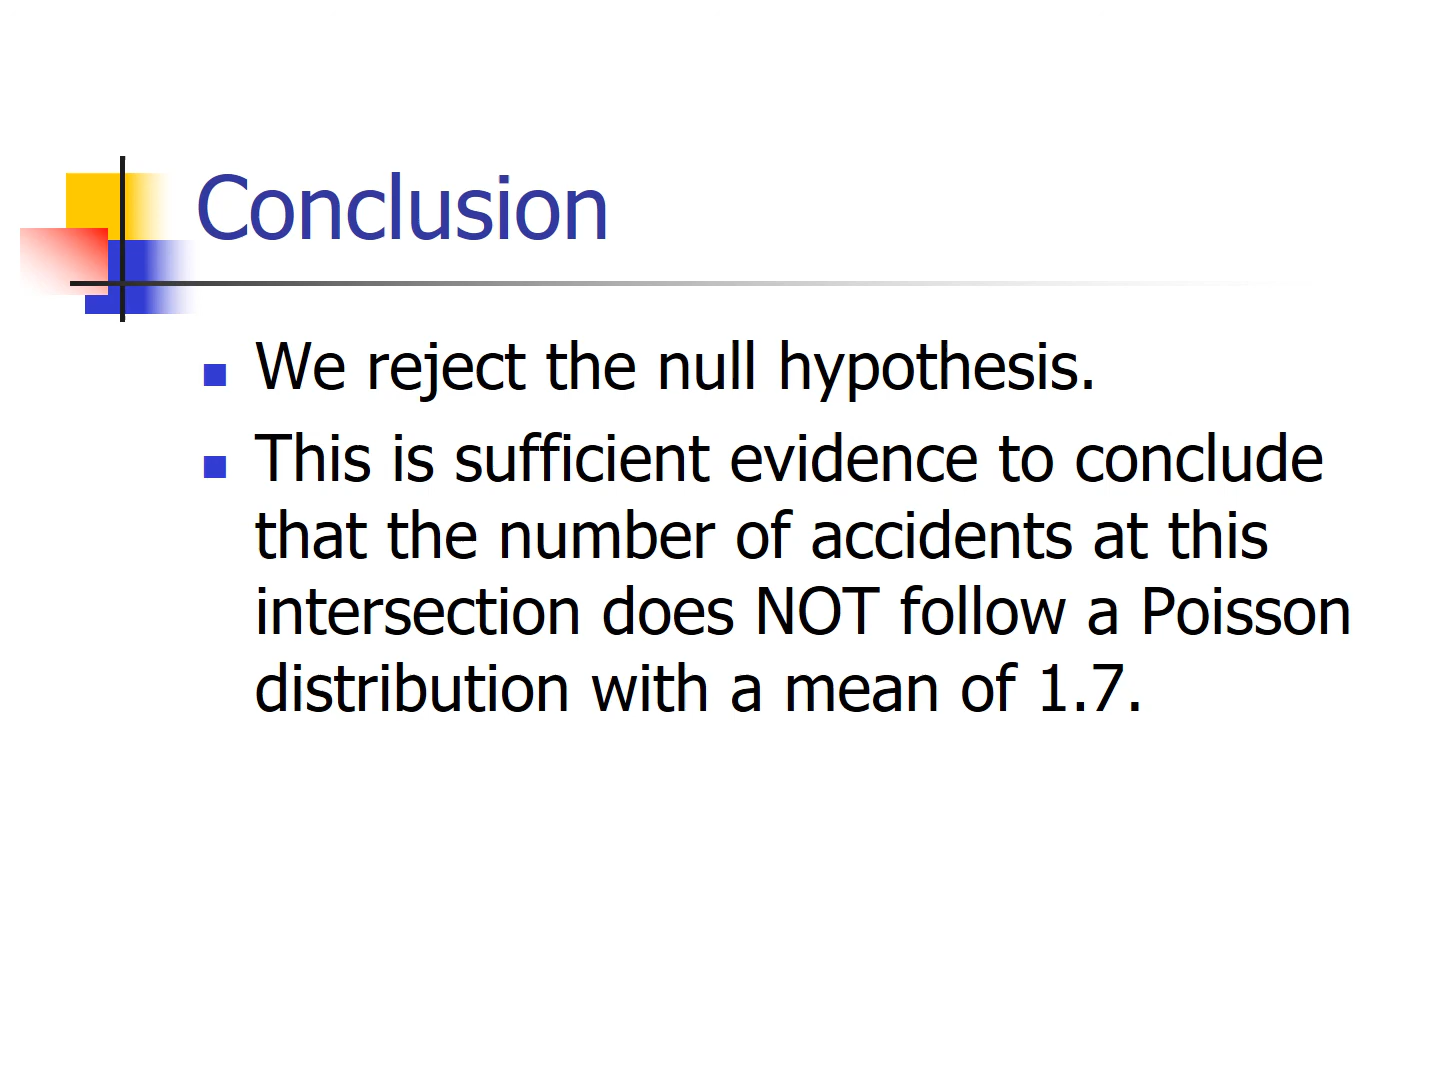 Conclusion
We reject the null hypothesis.
This is sufficient evidence to conclude
that the number of accidents at this
intersection does NOT follow a Poisson
distribution with a mean of 1.7.